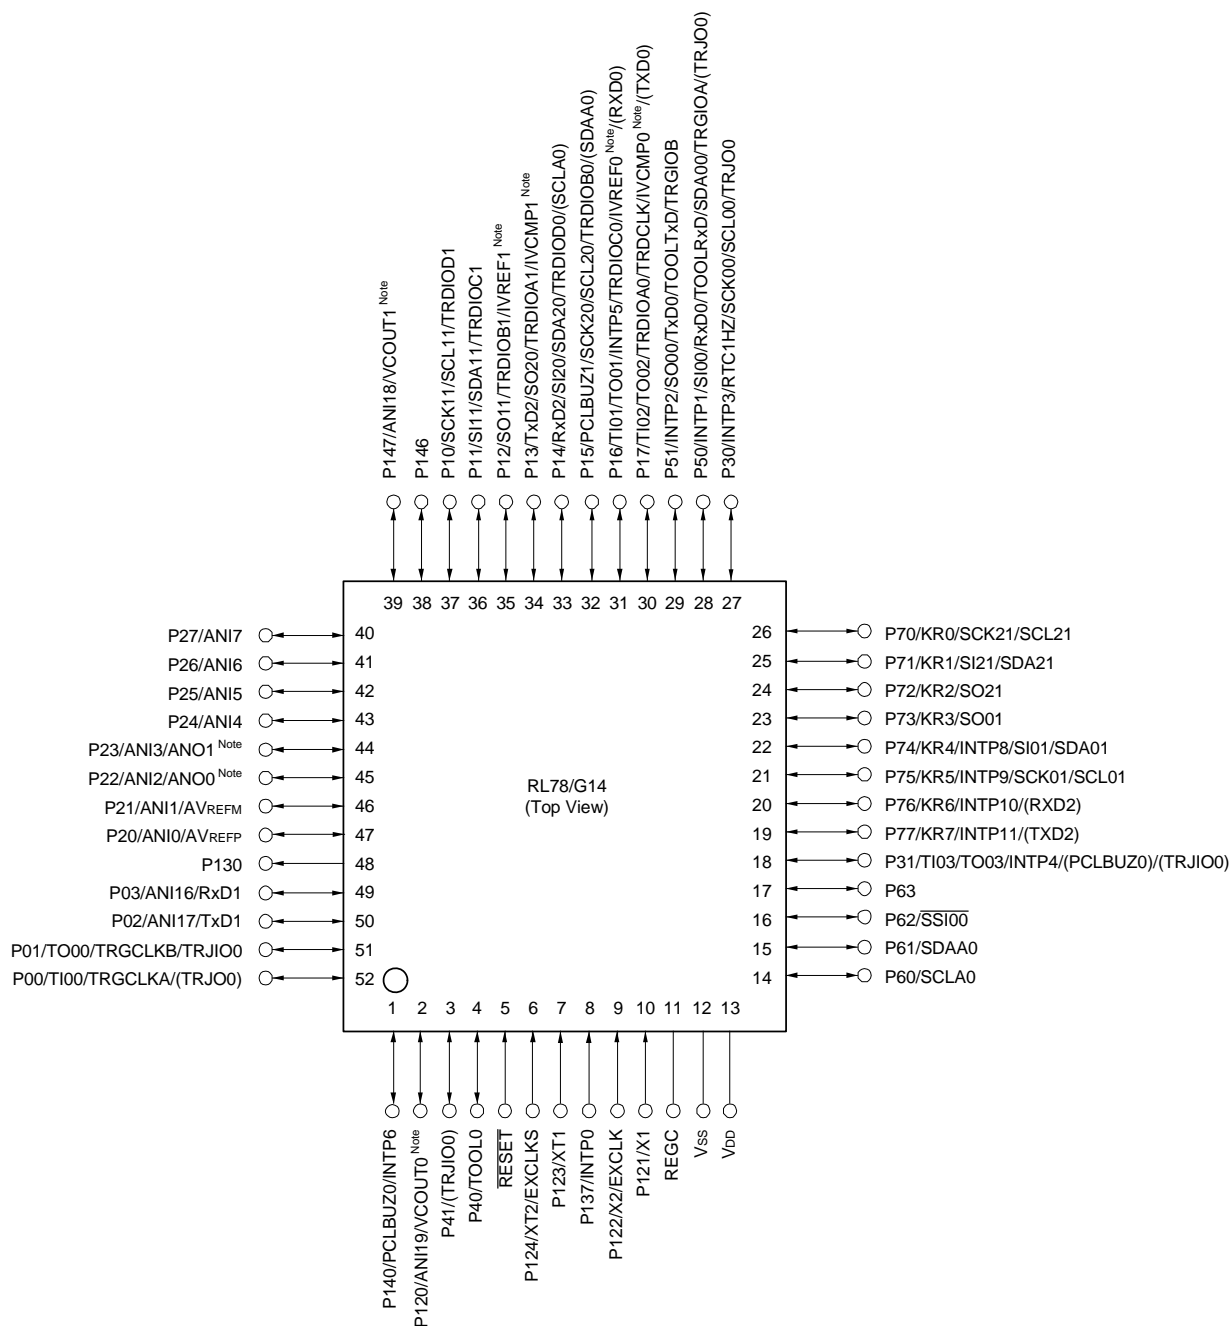 P147/ANI18/VCOUT1 Note
P146
P10/SCK11/SCL11/TRDIOD1
P11/SI11/SDA11/TRDIOC1
P12/SO11/TRDIOB1/IVREF1 Note
P13/TxD2/SO20/TRDIOA1/IVCMP1 Note
P14/RxD2/SI20/SDA20/TRDIOD0/(SCLA0)
P15/PCLBUZ1/SCK20/SCL20/TRDIOB0/(SDAA0)
P16/TI01/TO01/INTP5/TRDIOC0/IVREF0 Note/(RXD0)
P17/TI02/TO02/TRDIOA0/TRDCLK/IVCMP0 Note/(TXD0)
P51/INTP2/SO00/TxD0/TOOLTxD/TRGIOB
P50/INTP1/SI00/RxD0/TOOLRxD/SDA00/TRGIOA/(TRJO0)
P30/INTP3/RTC1HZ/SCK00/SCL00/TRJO0
39 38 37 36 35 34 33 32 31 30 29 28 27
P27/ANI7 40
P26/ANI6 41
P25/ANI5 42
P24/ANI4 43
P23/ANI3/ANO1 Note 44
P22/ANI2/ANO0 Note 45
P21/ANI1/AVREFM 46
P20/ANI0/AVREFP 47
P130 48
P03/ANI16/RxD1 49
P02/ANI17/TxD1 50
P01/TO00/TRGCLKB/TRJIO0 51
P00/TI00/TRGCLKA/(TRJO0) 52
RL78/G14
(Top View)
26 P70/KR0/SCK21/SCL21
25 P71/KR1/SI21/SDA21
24 P72/KR2/SO21
23 P73/KR3/SO01
22 P74/KR4/INTP8/SI01/SDA01
21 P75/KR5/INTP9/SCK01/SCL01
20 P76/KR6/INTP10/(RXD2)
19 P77/KR7/INTP11/(TXD2)
18 P31/TI03/TO03/INTP4/(PCLBUZ0)/(TRJIO0)
17 P63
16 P62/SSI00
15 P61/SDAA0
14 P60/SCLA0
1 2 3 4 5 6 7 8 9 10 11 12 13
P140/PCLBUZ0/INTP6
P120/ANI19/VCOUT0 Note
P41/(TRJIO0)
P40/TOOL0
RESET
P124/XT2/EXCLKS
P123/XT1
P137/INTP0
P122/X2/EXCLK
P121/X1
REGC
VSS
VDD